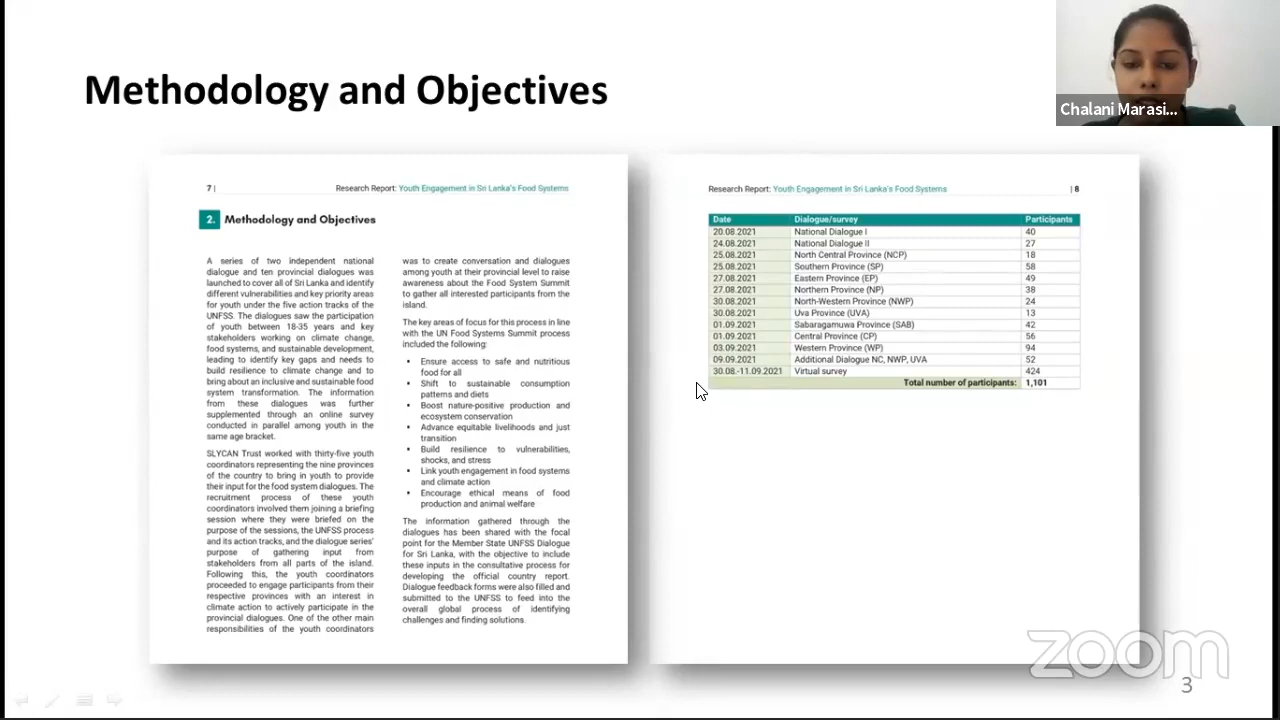 Methodology and Objectives
Chalani Marasi...
7 |
Research Report: Youth Engagement in Sri Lanka's Food Systems
2. Methodology and Objectives
A series of two independent national
dialogue and ten provincial dialogues was
launched to cover all of Sri Lanka and identify
different vulnerabilities and key priority areas
for youth under the five action tracks of the
UNFSS. The dialogues saw the participation
of youth between 18-35 years and key
stakeholders working on climate change,
food systems, and sustainable development,
leading to identify key gaps and needs to
build resilience to climate change and to
bring about an inclusive and sustainable food
system transformation. The information
from these dialogues was further
supplemented through an online survey
conducted in parallel among youth in the
same age bracket.
SLYCAN Trust worked with thirty-five youth
coordinators representing the nine provinces
of the country to bring in youth to provide
their input for the food system dialogues. The
recruitment process of these youth
coordinators involved them joining a briefing
session where they were briefed on the
purpose of the sessions, the UNFSS process
and its action tracks, and the dialogue series'
purpose of gathering input from
stakeholders from all parts of the island.
Following this, the youth coordinators
proceeded to engage participants from their
respective provinces with an interest in
climate action to actively participate in the
provincial dialogues. One of the other main
responsibilities of the youth coordinators
was to create conversation and dialogues
among youth at their provincial level to raise
awareness about the Food System Summit
to gather all interested participants from the
island.
The key areas of focus for this process in line
with the UN Food Systems Summit process
included the following:
• Ensure access to safe and nutritious
food for all
• Shift to sustainable consumption
patterns and diets
• Boost nature-positive production and
ecosystem conservation
• Advance equitable livelihoods and just
transition
• Build resilience to vulnerabilities,
shocks, and stress
• Link youth engagement in food systems
and climate action
• Encourage ethical means of food
production and animal welfare
The information gathered through the
dialogues has been shared with the focal
point for the Member State UNFSS Dialogue
for Sri Lanka, with the objective to include
these inputs in the consultative process for
developing the official country report.
Dialogue feedback forms were also filled and
submitted to the UNFSS to feed into the
overall global process of identifying
challenges and finding solutions.
Research Report: Youth Engagement in Sri Lanka's Food Systems
| 8
Date Dialogue/survey Participants
20.08.2021 National Dialogue I 40
24.08.2021 National Dialogue II 27
25.08.2021 North Central Province (NCP) 18
25.08.2021 Southern Province (SP) 58
27.08.2021 Eastern Province (EP) 49
27.08.2021 Northern Province (NP) 38
30.08.2021 North-Western Province (NWP) 24
30.08.2021 Uva Province (UVA) 13
01.09.2021 Sabaragamuwa Province (SAB) 42
01.09.2021 Central Province (CP) 56
03.09.2021 Western Province (WP) 94
09.09.2021 Additional Dialogue NC, NWP, UVA 52
30.08.-11.09.2021 Virtual survey 424
Total number of participants: 1,101
zoom
3